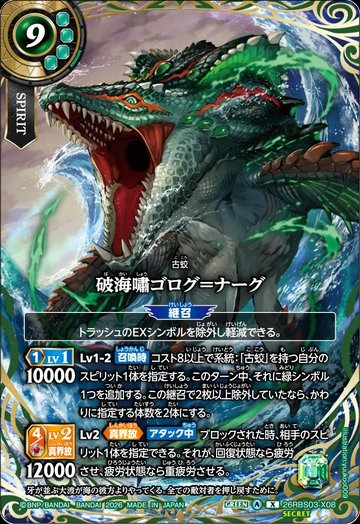 9
SPIRIT
古蛟
破海嘯ゴログ=ナーグ
継召
トラッシュのEXシンボルを除外し軽減できる。
1 LV1 10000
Lv1-2 召喚時 コスト8以上で系統:「古蛟」を持つ自分の
スピリット1体を指定する。このターン中、それに緑シンボル
1つを追加する。この継召で2枚以上除外していたなら、かわ
りに指定する体数を2体にする。
4 LV2 真界放 12000
Lv2 真界放 アタック中 ブロックされた時、相手のスピ
リット1体を指定できる。それが、回復状態なら疲労
させ、疲労状態なら重疲労させる。
牙が並ぶ大波が海の彼方よりやってくる。全ての敵対者を押し戻すために。
©BNP/BANDAI BANDAI 2026 MADE IN JAPAN
GREEN A X 26RBS03-X08
SECRET